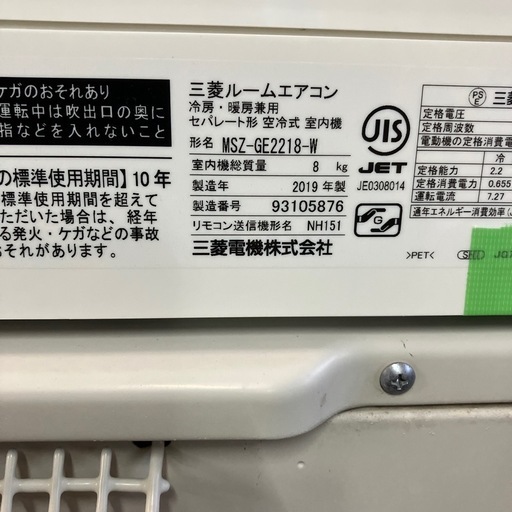 ケガのおそれあり
運転中は吹出口の奥に
指などを入れないこと
の標準使用期間】10年
標準使用期間を超えて
ただいた場合は、経年
る発火・ケガなどの事故
おそれがあります。
三菱ルームエアコン
冷房・暖房兼用
セパレート形 空冷式 室内機
形名 MSZ-GE2218-W
室内機総質量 8 kg
製造年 2019 年製
製造番号 93105876
リモコン送信機形名 NH151
三菱電機株式会社
JIS
JET
JE0308014
S
PS
E
三菱
定格電圧
定格周波数
電動機の定格消費電
冷
定格能力 2.2
定格消費電力 0.655
運転電流 7.27
通年エネルギー消費効率
>PET<